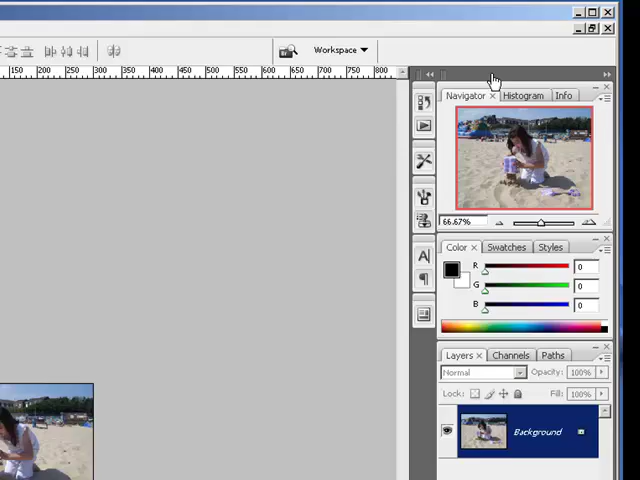 Workspace
150 200 250 300 350 400 450 500 550 600 650 700 750 800
Navigator Histogram Info
66.67%
Color Swatches Styles
R 0
G 0
B 0
Layers Channels Paths
Normal Opacity: 100%
Lock: Fill: 100%
Background